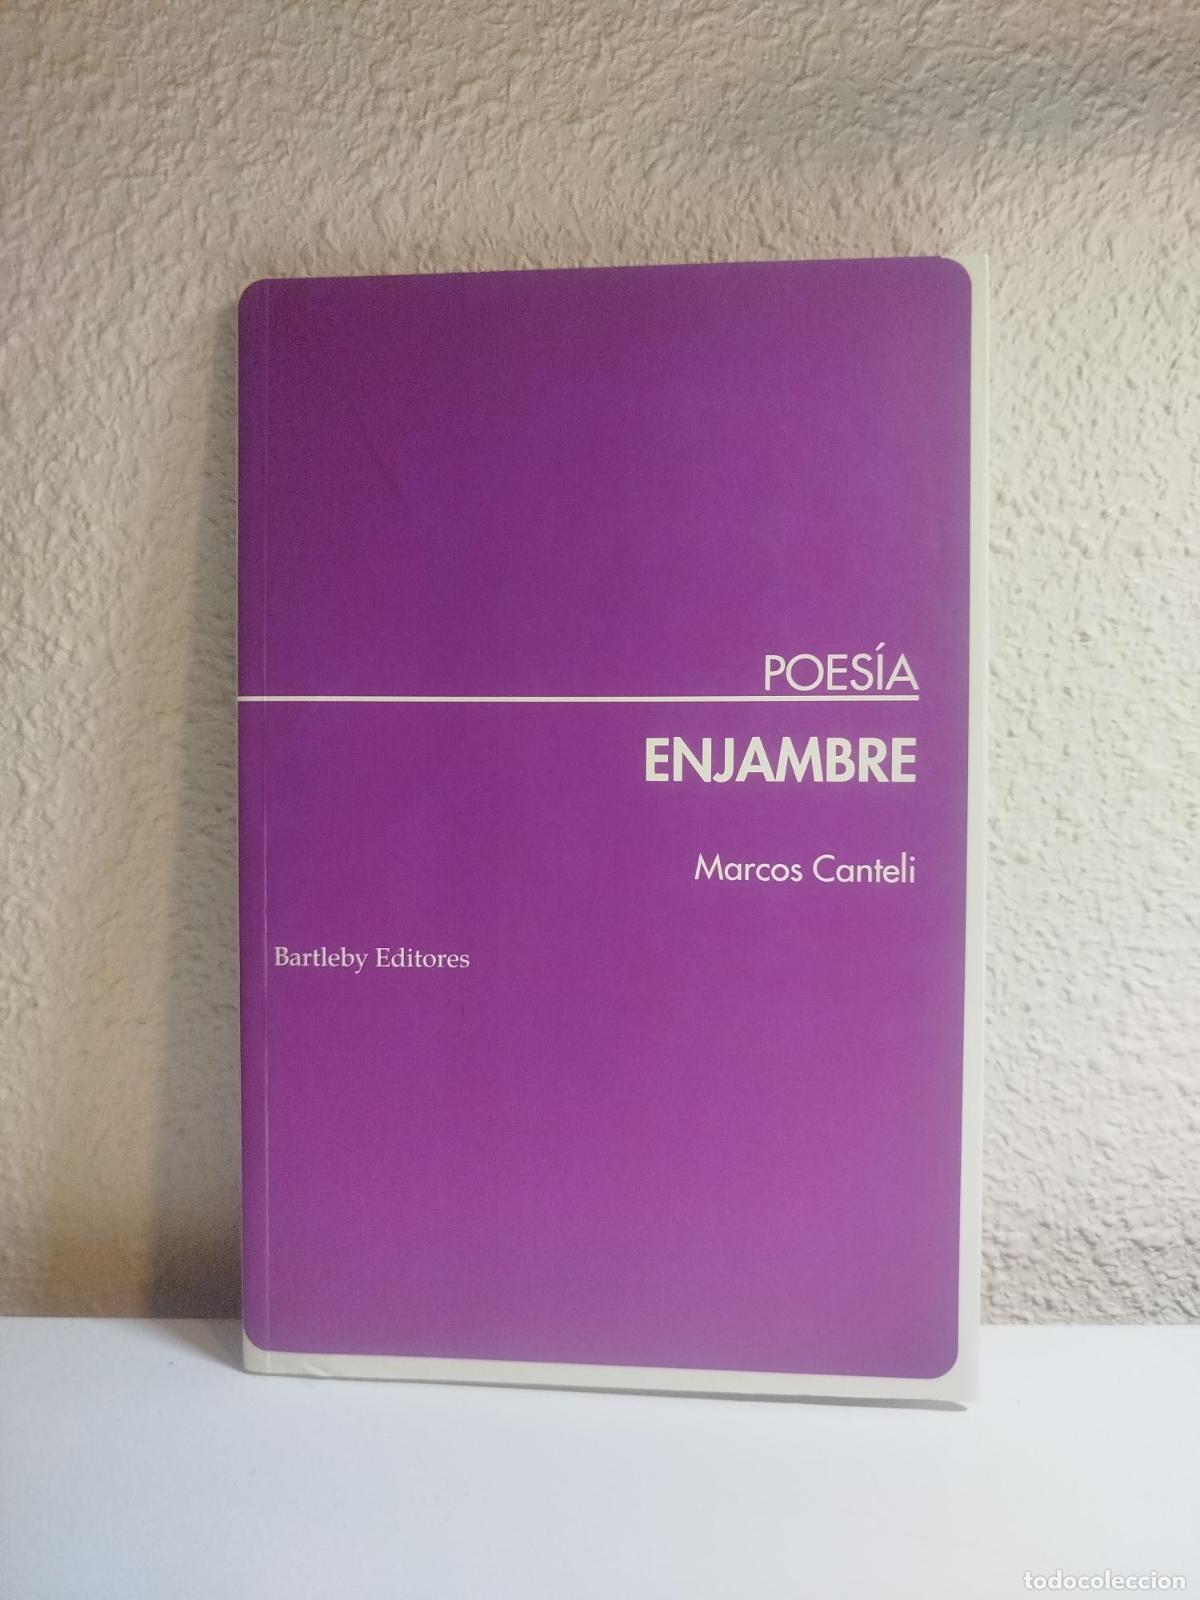 POESÍA
ENJAMBRE
Marcos Canteli
Bartleby Editores
todocoleccion